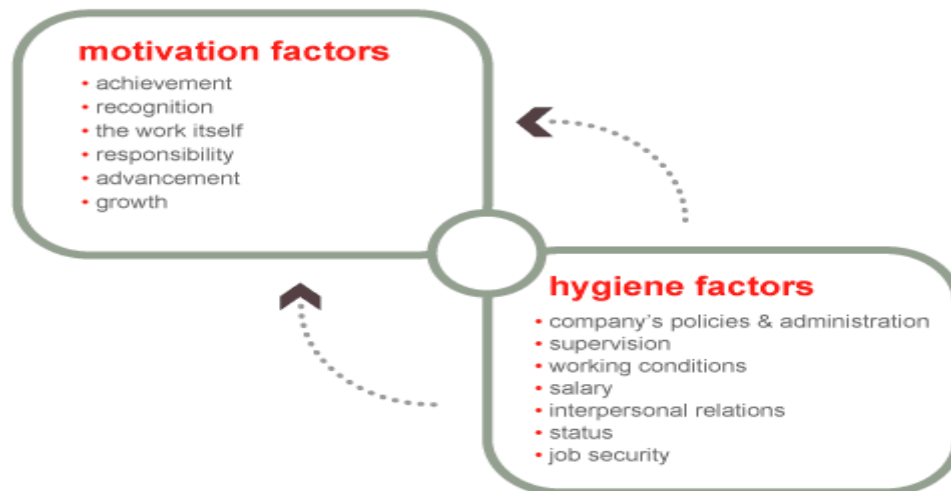 motivation factors
• achievement
• recognition
• the work itself
• responsibility
• advancement
• growth
hygiene factors
• company's policies & administration
• supervision
• working conditions
• salary
• interpersonal relations
• status
• job security